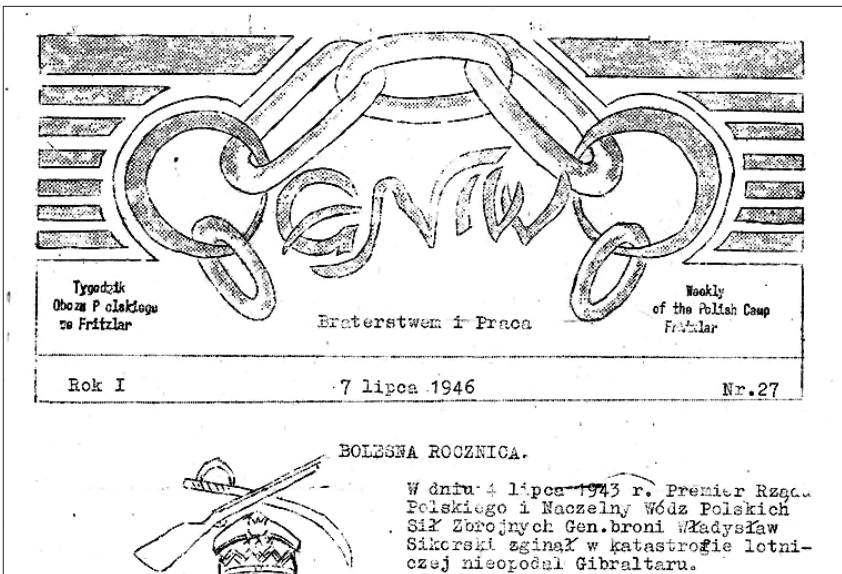 OGNIWO
Tygodnik
Obozu Polskiego
we Fritzlar
Braterstwem i Praca
Weekly
of the Polish Camp
Fritzlar
Rok I 7 lipca 1946 Nr.27
BOLESNA ROCZNICA.
W dniu 4 lipca 1943 r. Premier Rządu
Polskiego i Naczelny Wódz Polskich
Sił Zbrojnych Gen.broni Władysław
Sikorski zginął w katastrofie lotni-
czej nieopodal Gibraltaru.